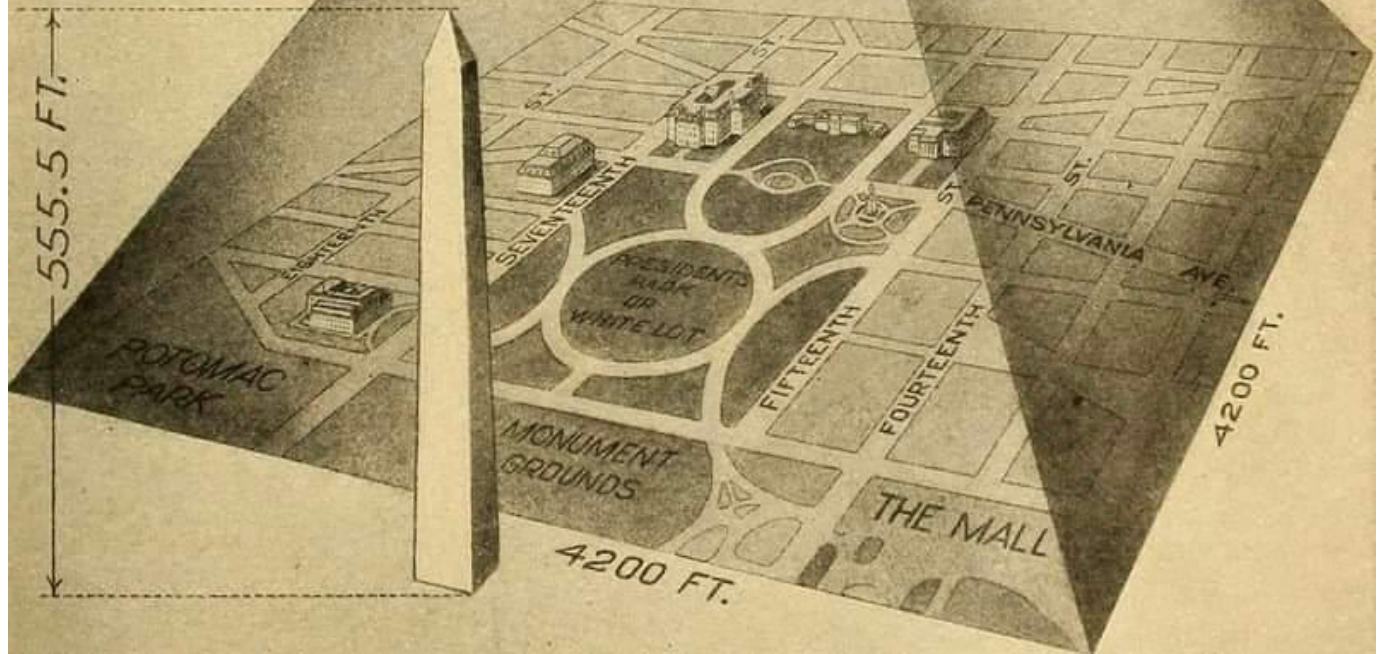 555.5 FT.
ST.
ST.
SEVENTEENTH
ST.
ST.
PENNSYLVANIA AVE.
PRESIDENTS
PARK
OR
WHITE LOT
FIFTEENTH
FOURTEENTH
4200 FT.
POTOMAC
PARK
MONUMENT
GROUNDS
THE MALL
4200 FT.